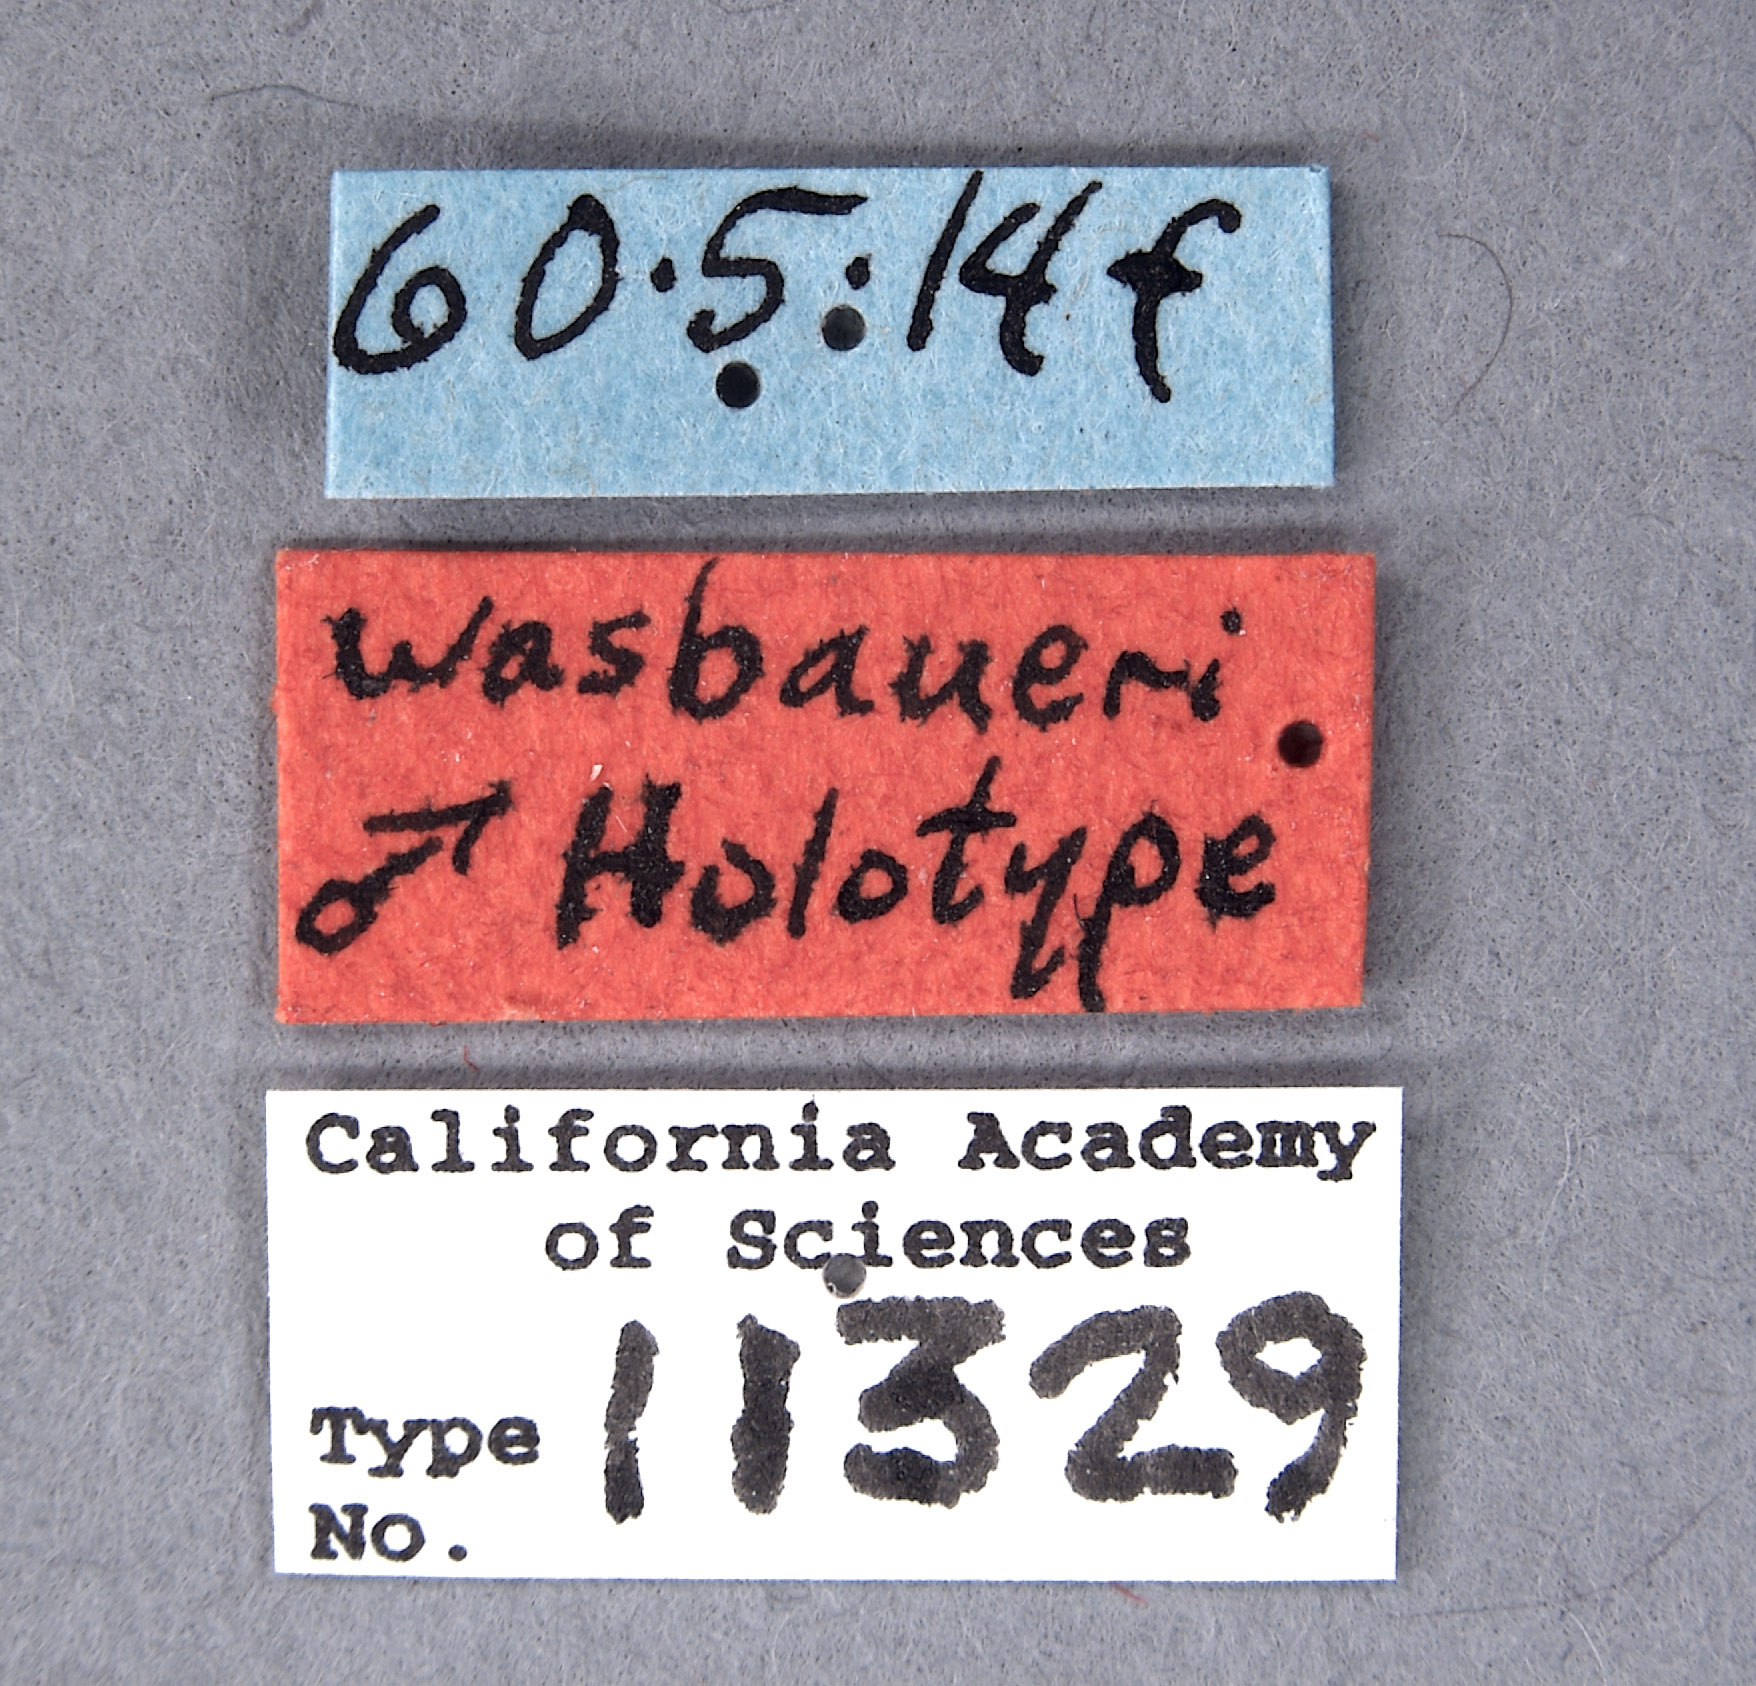 60.5.14f
wasbaueri
♂ Holotype
California Academy
of Sciences
Type 11329
No.